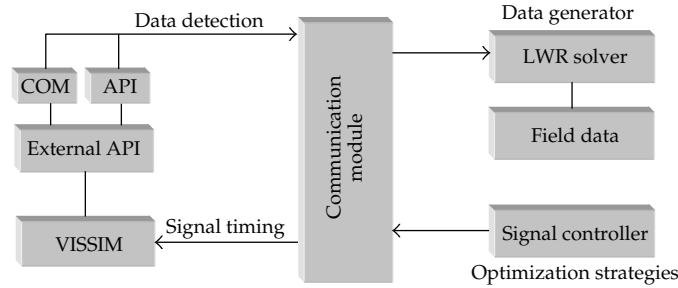 Data detection
Data generator
COM
API
LWR solver
External API
Field data
Communication
module
Signal timing
VISSIM
Signal controller
Optimization strategies